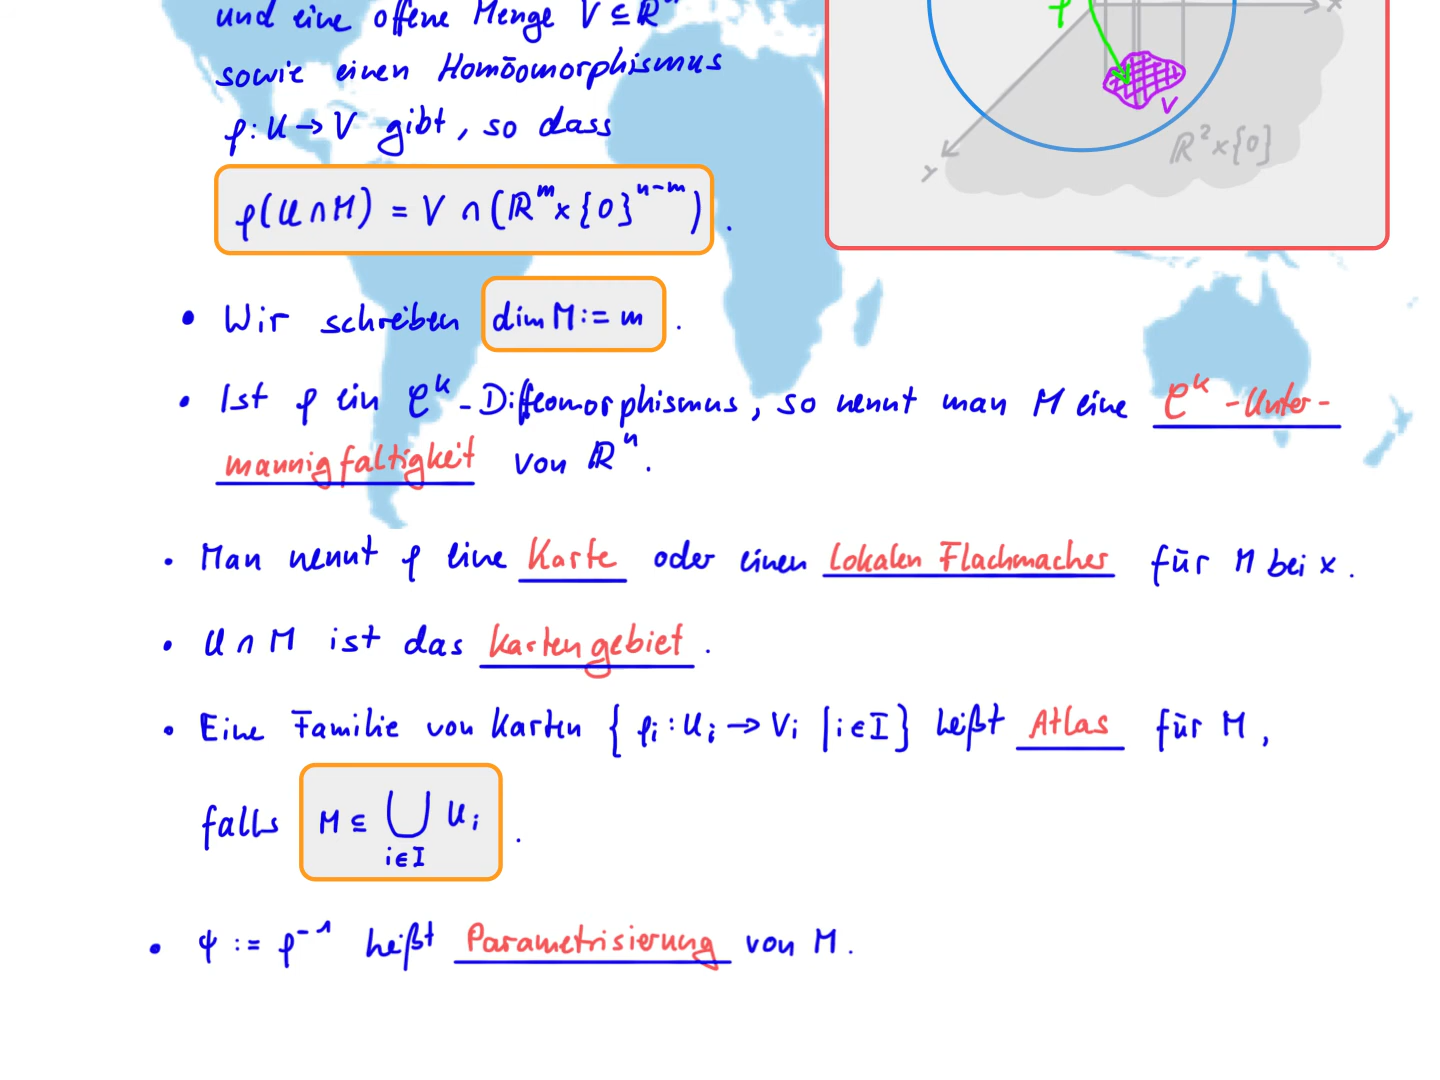 und eine offene Menge V ⊆ ℝⁿ
sowie einen Homöomorphismus
φ: U → V gibt, so dass
φ(U ∩ M) = V ∩ (ℝᵐ × {0}ⁿ⁻ᵐ) .
• Wir schreiben dim M := m .
• Ist φ ein 𝒞ᵏ-Diffeomorphismus, so nennt man M eine 𝒞ᵏ-Unter-
mannigfaltigkeit von ℝⁿ.
• Man nennt φ eine Karte oder einen lokalen Flachmacher für M bei x.
• U ∩ M ist das Kartengebiet .
• Eine Familie von Karten { φᵢ : Uᵢ → Vᵢ | i ∈ I } heißt Atlas für M,
falls M ⊆ ⋃ Uᵢ .
i ∈ I
• ψ := φ⁻¹ heißt Parametrisierung von M.
φ
x
V
ℝ² × {0}
y